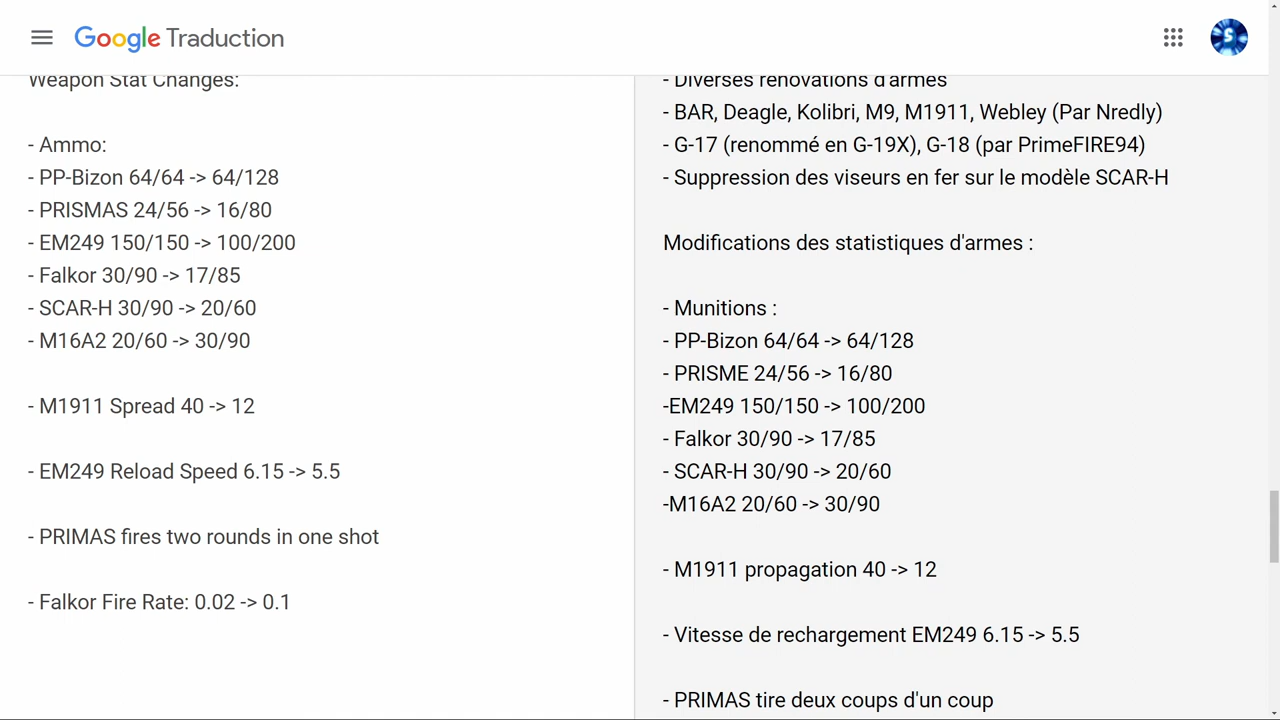 Google Traduction
S
Weapon Stat Changes:
- Ammo:
- PP-Bizon 64/64 -> 64/128
- PRISMAS 24/56 -> 16/80
- EM249 150/150 -> 100/200
- Falkor 30/90 -> 17/85
- SCAR-H 30/90 -> 20/60
- M16A2 20/60 -> 30/90
- M1911 Spread 40 -> 12
- EM249 Reload Speed 6.15 -> 5.5
- PRIMAS fires two rounds in one shot
- Falkor Fire Rate: 0.02 -> 0.1
- Diverses rénovations d'armes
- BAR, Deagle, Kolibri, M9, M1911, Webley (Par Nredly)
- G-17 (renommé en G-19X), G-18 (par PrimeFIRE94)
- Suppression des viseurs en fer sur le modèle SCAR-H
Modifications des statistiques d'armes :
- Munitions :
- PP-Bizon 64/64 -> 64/128
- PRISME 24/56 -> 16/80
-EM249 150/150 -> 100/200
- Falkor 30/90 -> 17/85
- SCAR-H 30/90 -> 20/60
-M16A2 20/60 -> 30/90
- M1911 propagation 40 -> 12
- Vitesse de rechargement EM249 6.15 -> 5.5
- PRIMAS tire deux coups d'un coup